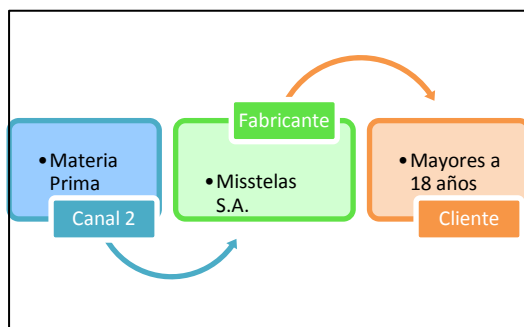 •Materia
Prima
Canal 2
Fabricante
•Misstelas
S.A.
•Mayores a
18 años
Cliente